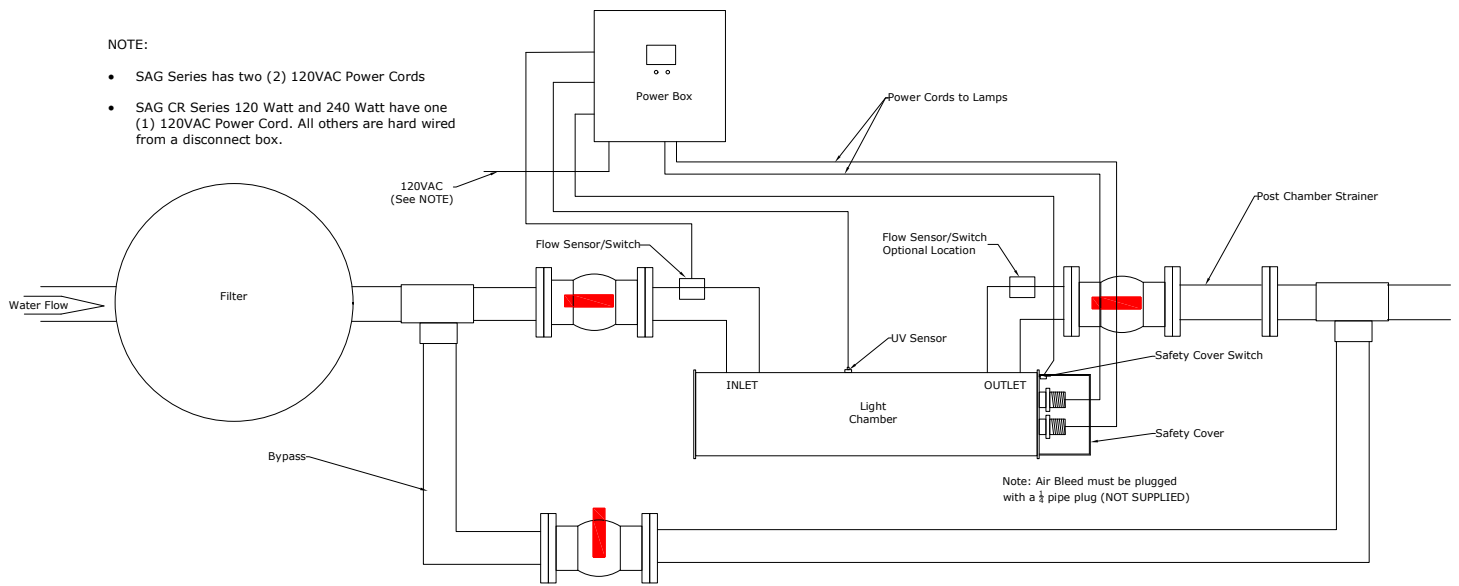 NOTE:
• SAG Series has two (2) 120VAC Power Cords
• SAG CR Series 120 Watt and 240 Watt have one
(1) 120VAC Power Cord. All others are hard wired
from a disconnect box.
Power Box
Power Cords to Lamps
120VAC
(See NOTE)
Post Chamber Strainer
Flow Sensor/Switch
Flow Sensor/Switch
Optional Location
Water Flow
Filter
UV Sensor
Safety Cover Switch
INLET
OUTLET
Light
Chamber
Safety Cover
Bypass
Note: Air Bleed must be plugged
with a pipe plug (NOT SUPPLIED)